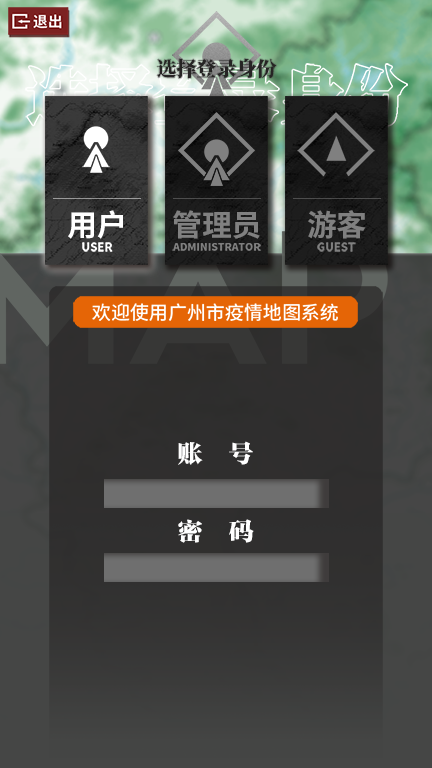 退出
选择登录身份
用户
USER
管理员
ADMINISTRATOR
游客
GUEST
MAP
欢迎使用广州市疫情地图系统
账 号
密 码